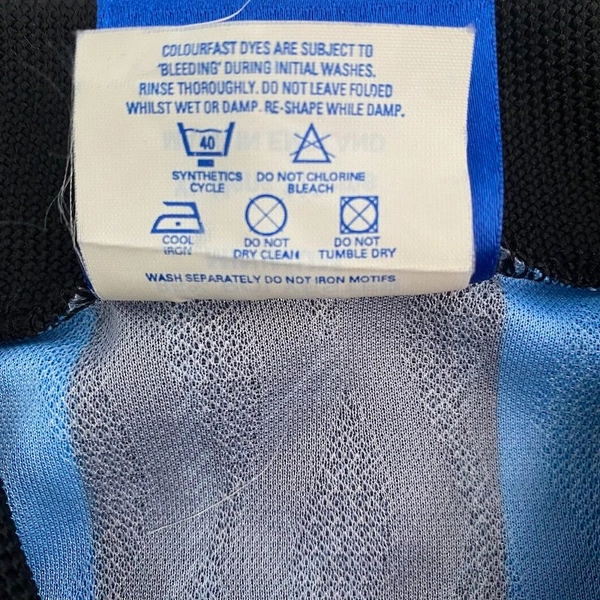 COLOURFAST DYES ARE SUBJECT TO
'BLEEDING' DURING INITIAL WASHES.
RINSE THOROUGHLY. DO NOT LEAVE FOLDED
WHILST WET OR DAMP. RE-SHAPE WHILE DAMP.
40
SYNTHETICS CYCLE
DO NOT CHLORINE BLEACH
COOL IRON
DO NOT DRY CLEAN
DO NOT TUMBLE DRY
WASH SEPARATELY DO NOT IRON MOTIFS